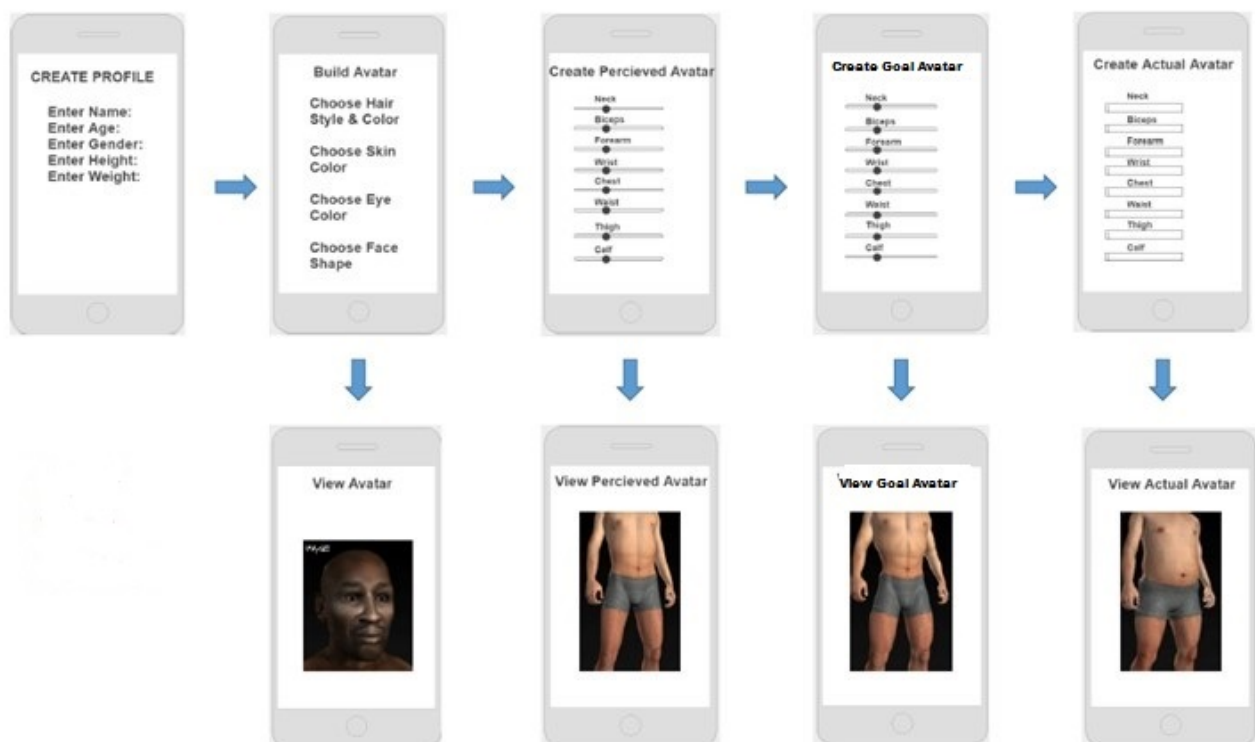 CREATE PROFILE
Enter Name:
Enter Age:
Enter Gender:
Enter Height:
Enter Weight:
Build Avatar
Choose Hair
Style & Color
Choose Skin
Color
Choose Eye
Color
Choose Face
Shape
Create Percieved Avatar
Neck
Biceps
Forearm
Wrist
Chest
Waist
Thigh
Calf
Create Goal Avatar
Neck
Biceps
Forearm
Wrist
Chest
Waist
Thigh
Calf
Create Actual Avatar
Neck
Biceps
Forearm
Wrist
Chest
Waist
Thigh
Calf
View Avatar
View Percieved Avatar
View Goal Avatar
View Actual Avatar